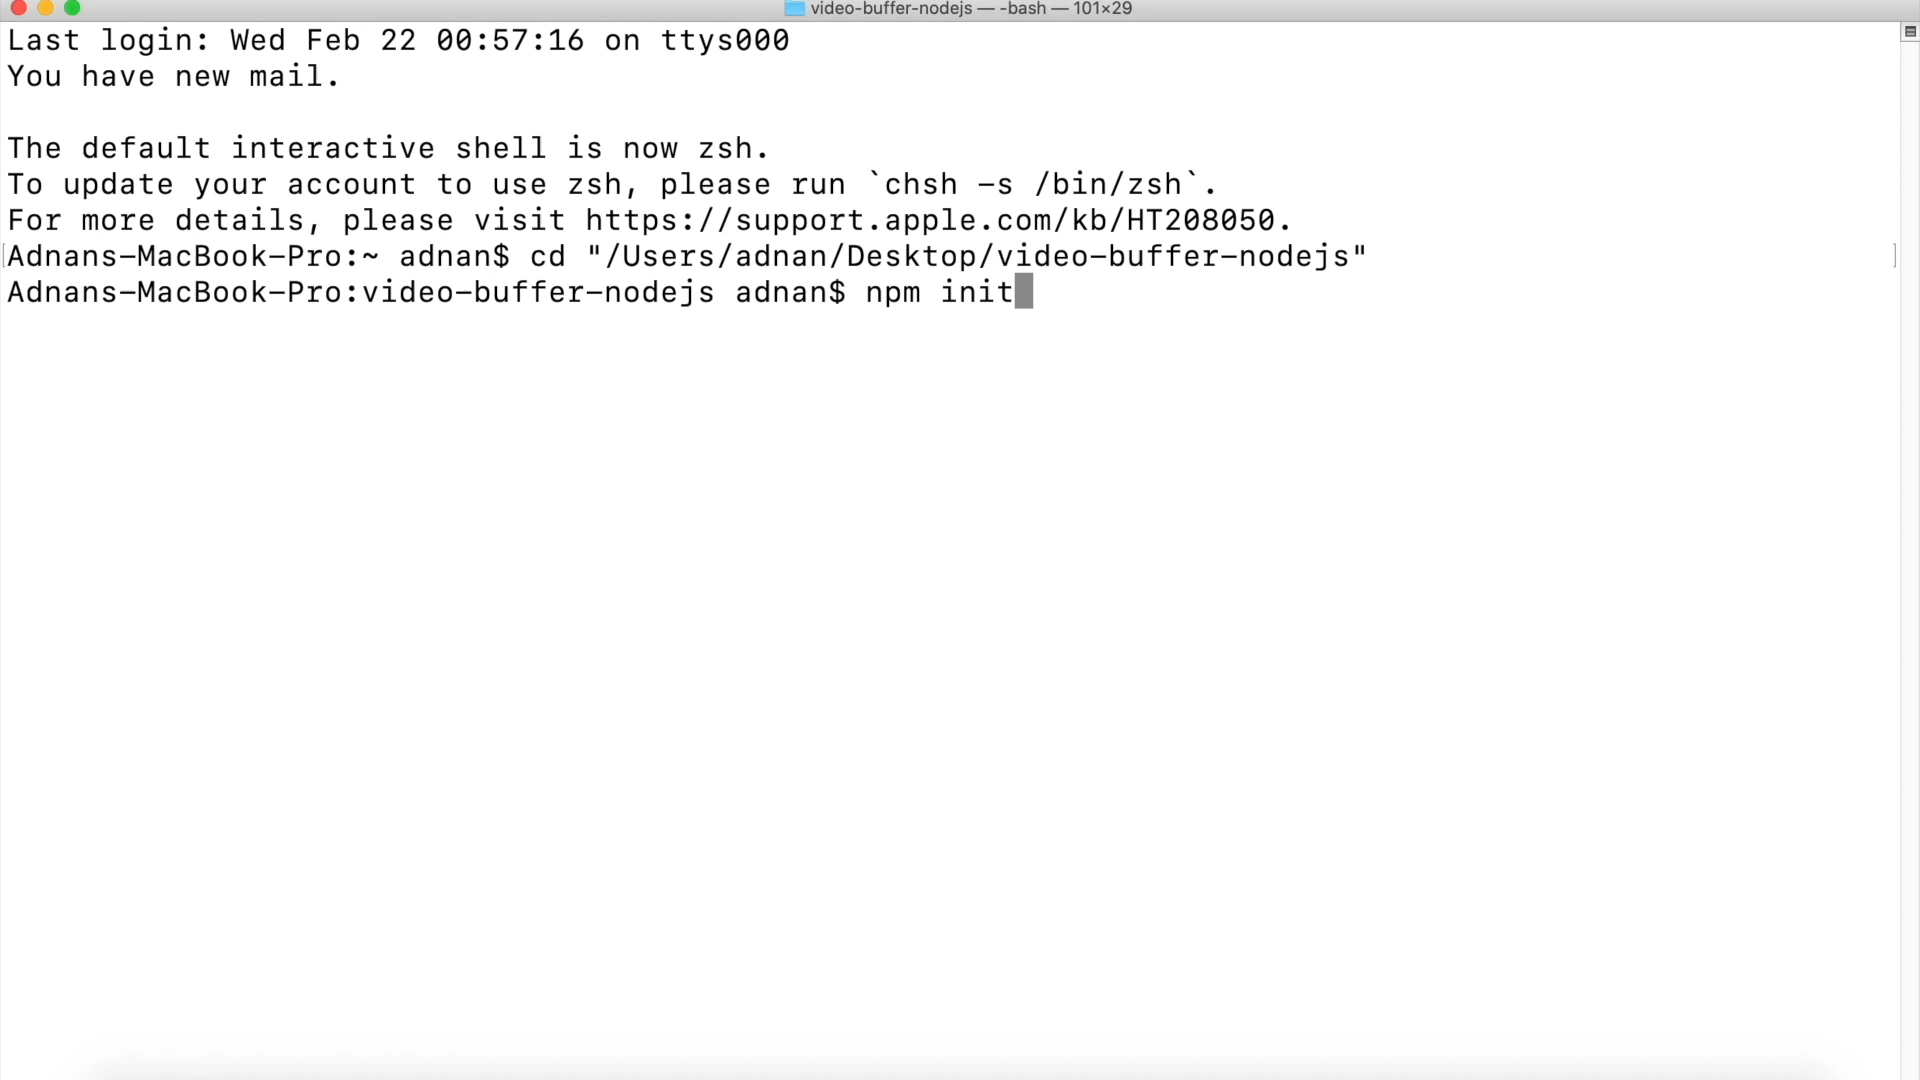 video-buffer-nodejs — -bash — 101×29
Last login: Wed Feb 22 00:57:16 on ttys000
You have new mail.
The default interactive shell is now zsh.
To update your account to use zsh, please run `chsh -s /bin/zsh`.
For more details, please visit https://support.apple.com/kb/HT208050.
[Adnans-MacBook-Pro:~ adnan$ cd "/Users/adnan/Desktop/video-buffer-nodejs" ]
Adnans-MacBook-Pro:video-buffer-nodejs adnan$ npm init